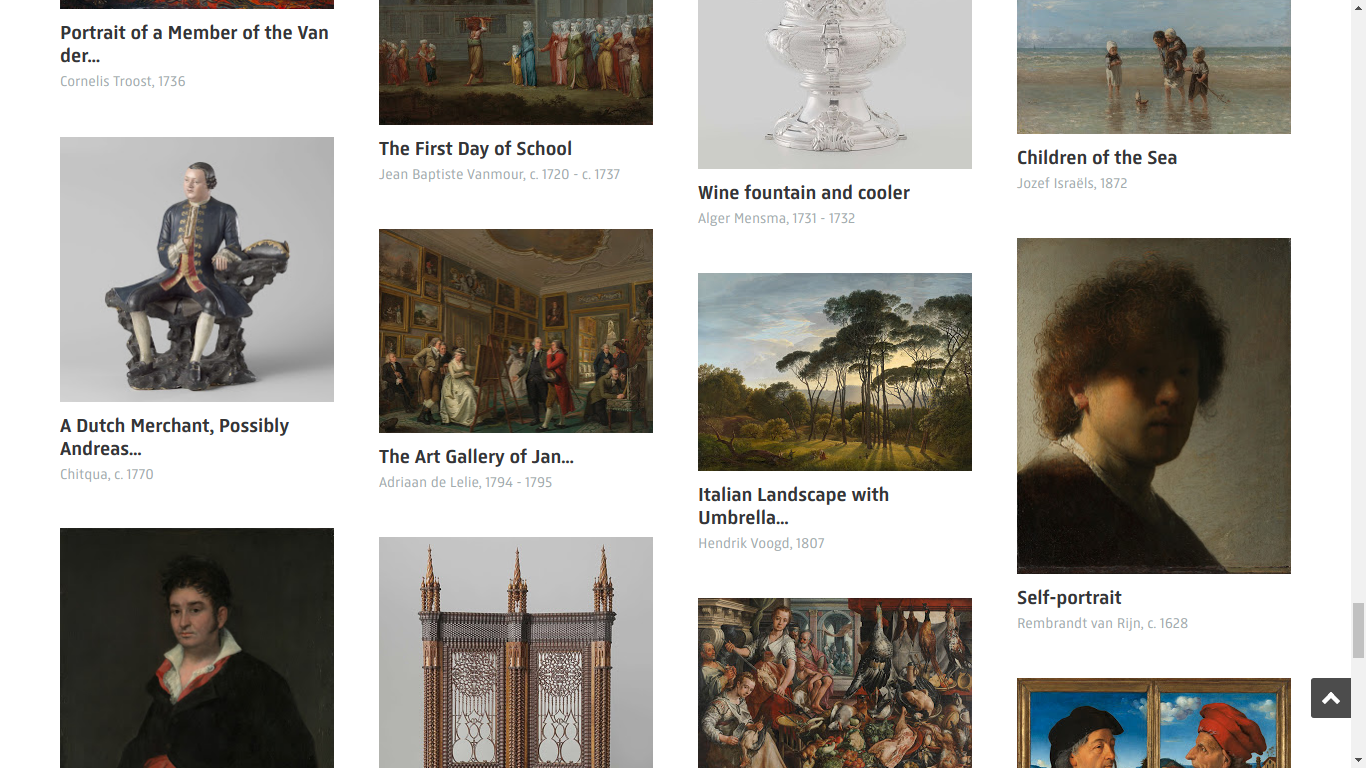 Portrait of a Member of the Van
der...
Cornelis Troost, 1736
A Dutch Merchant, Possibly
Andreas...
Chitqua, c. 1770
The First Day of School
Jean Baptiste Vanmour, c. 1720 - c. 1737
The Art Gallery of Jan...
Adriaan de Lelie, 1794 - 1795
Wine fountain and cooler
Alger Mensma, 1731 - 1732
Italian Landscape with
Umbrella...
Hendrik Voogd, 1807
Children of the Sea
Jozef Israëls, 1872
Self-portrait
Rembrandt van Rijn, c. 1628